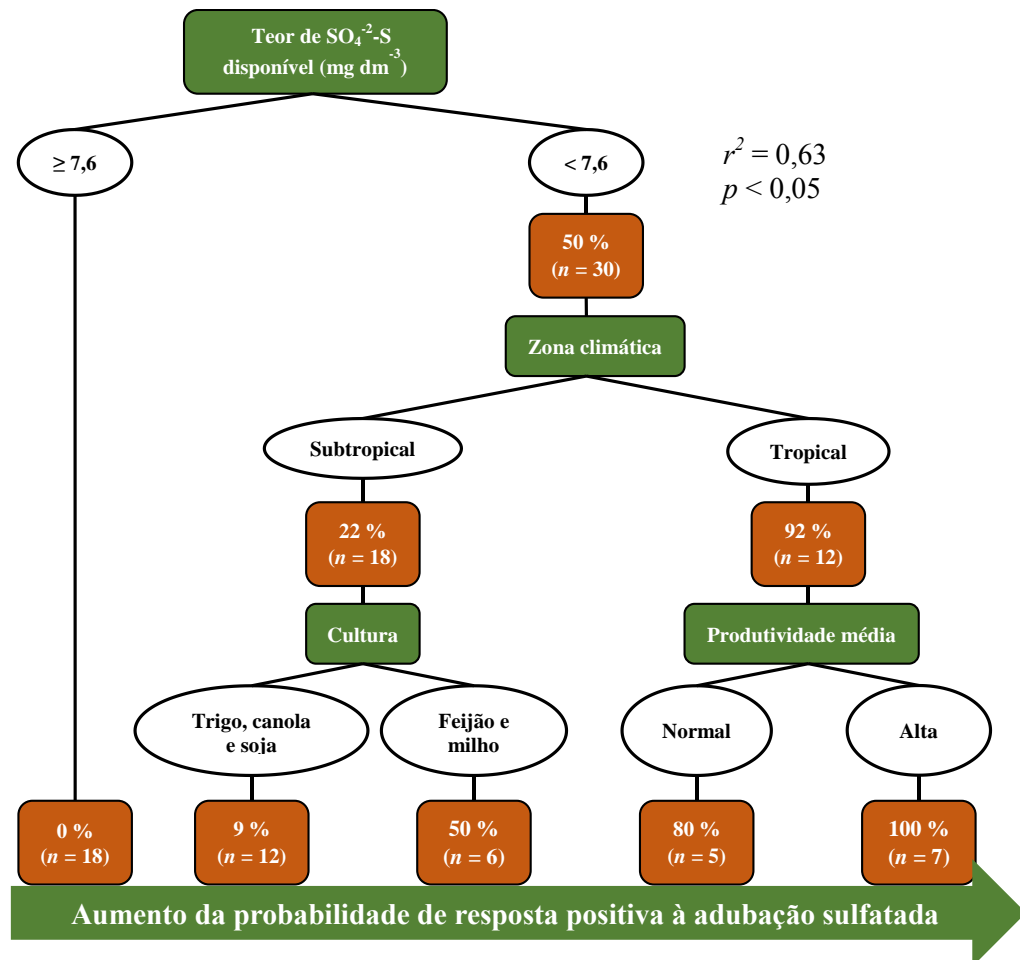 Teor de SO₄⁻²-S
disponível (mg dm⁻³)
≥ 7,6
< 7,6
r² = 0,63
p < 0,05
50 %
(n = 30)
Zona climática
Subtropical
Tropical
22 %
(n = 18)
92 %
(n = 12)
Cultura
Produtividade média
Trigo, canola
e soja
Feijão e
milho
Normal
Alta
0 %
(n = 18)
9 %
(n = 12)
50 %
(n = 6)
80 %
(n = 5)
100 %
(n = 7)
Aumento da probabilidade de resposta positiva à adubação sulfatada